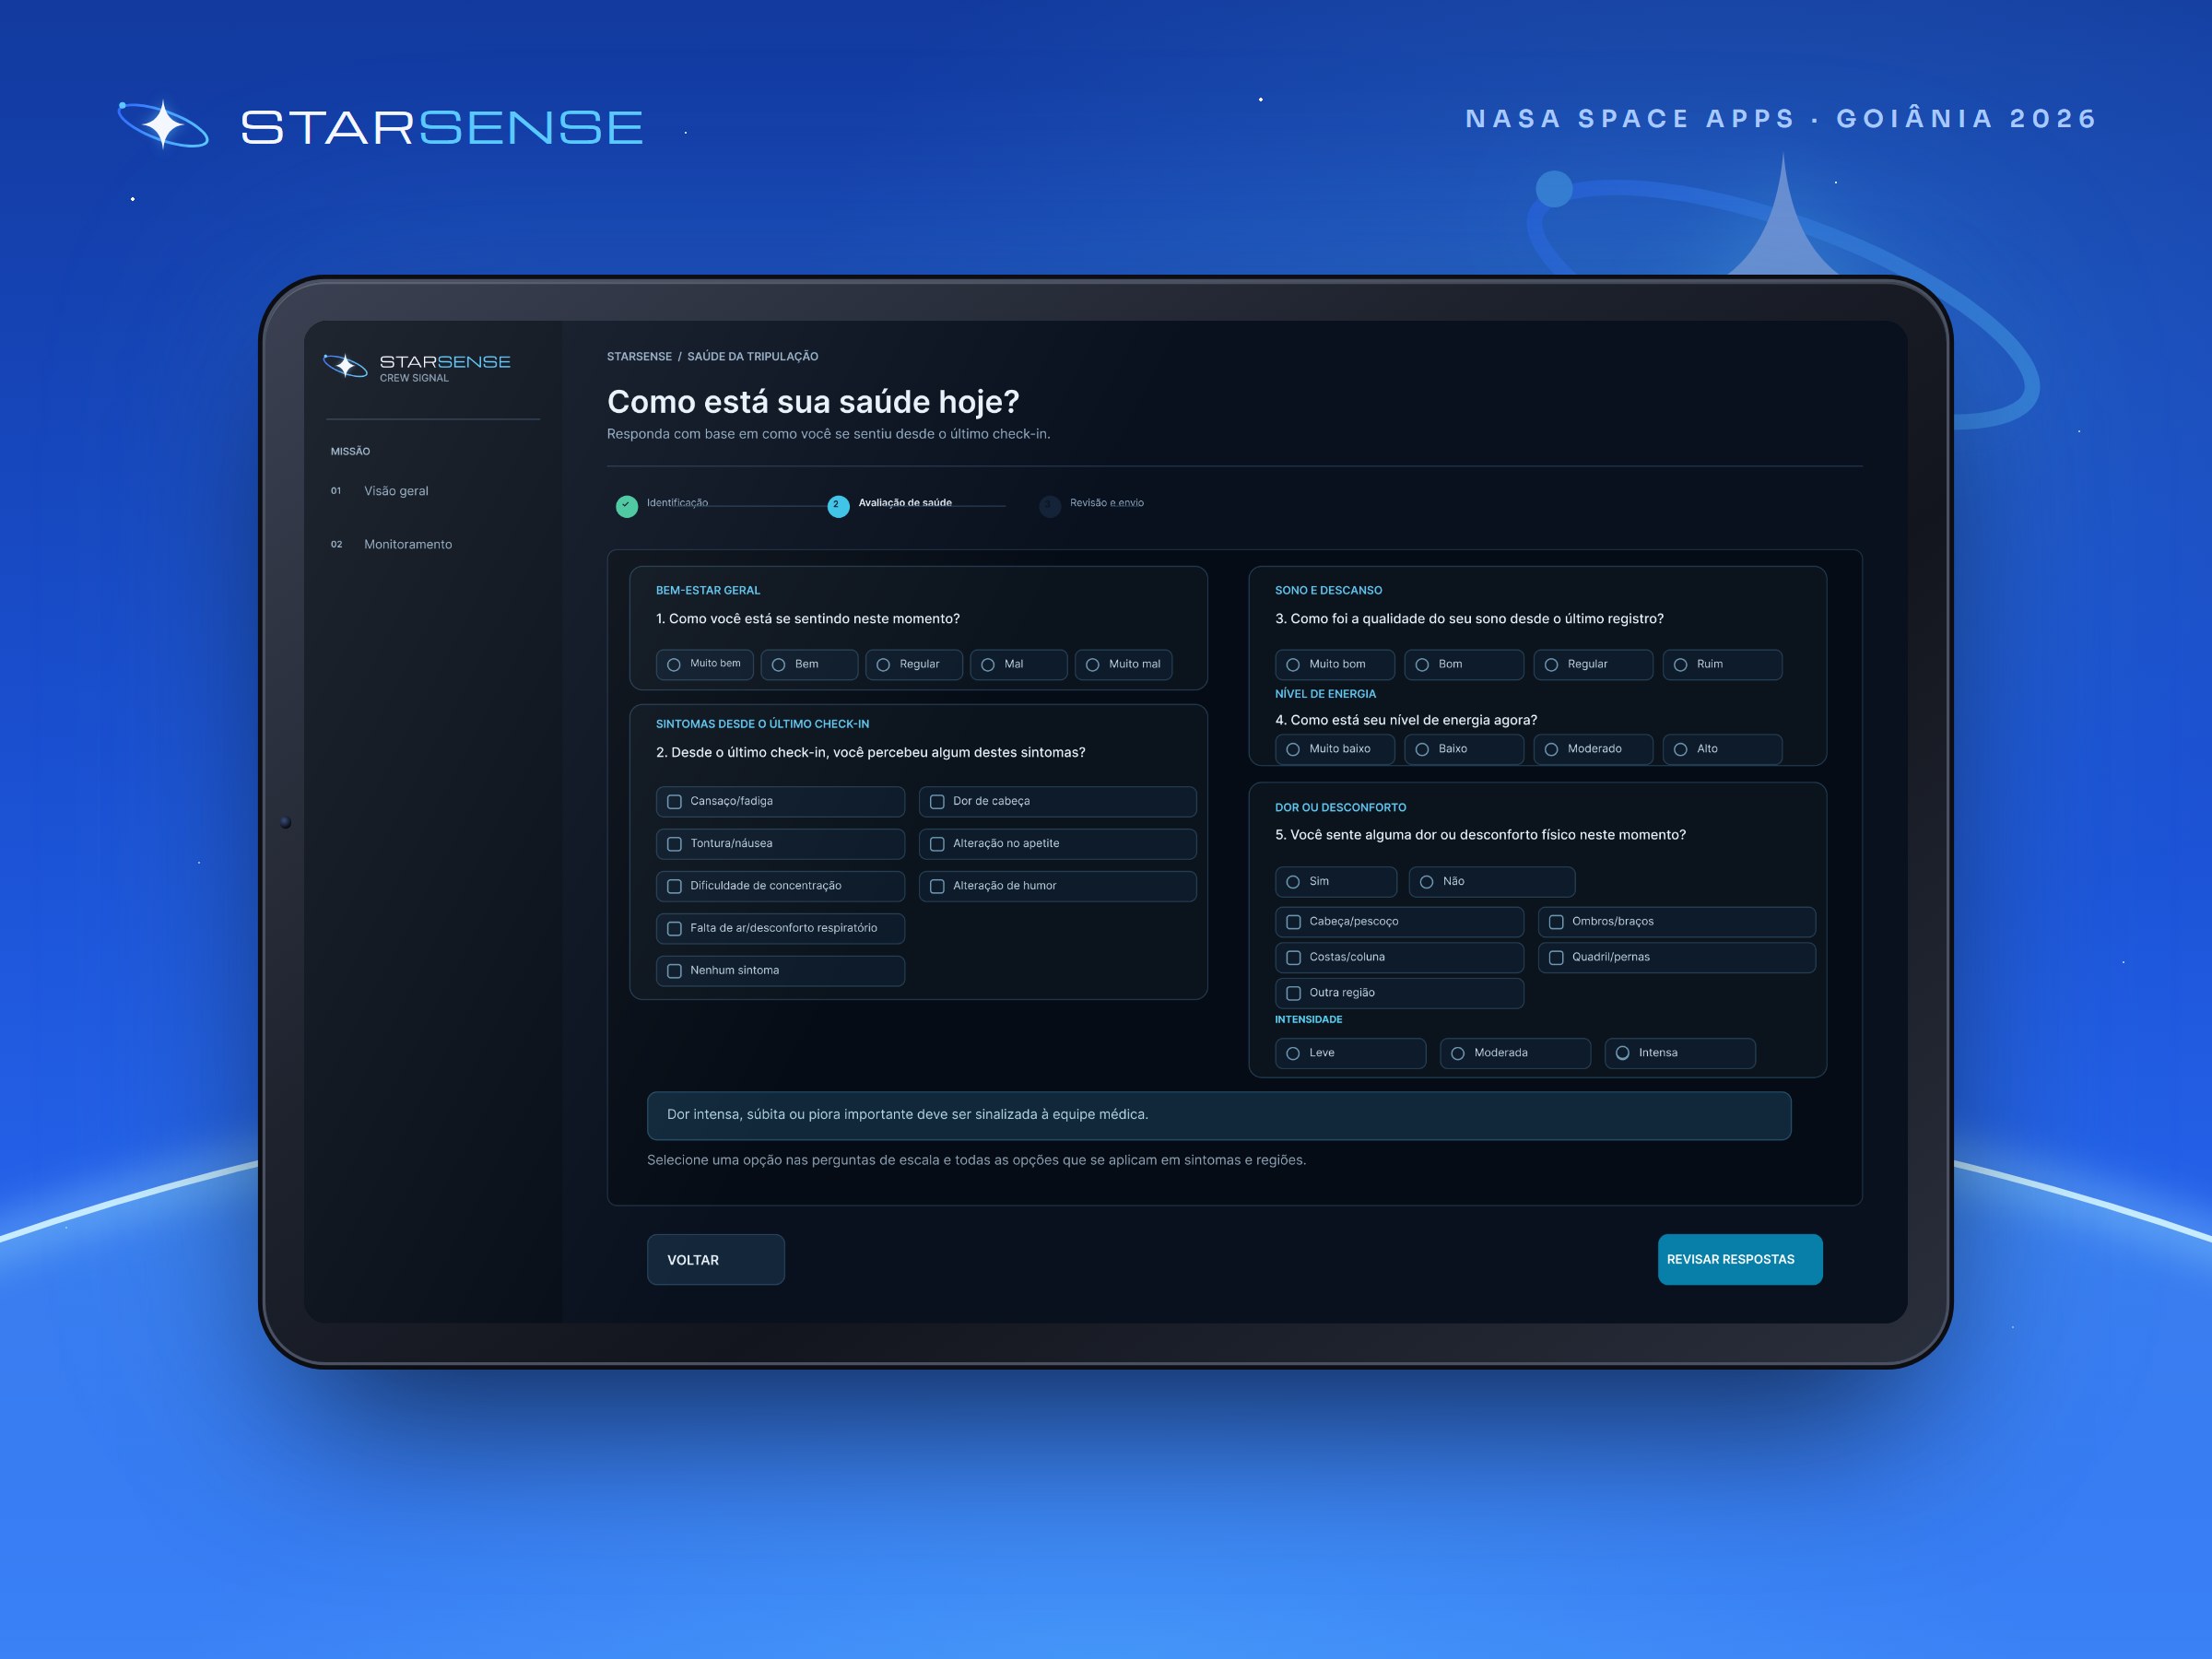 STARSENSE
NASA SPACE APPS · GOIÂNIA 2026
STARSENSE
CREW SIGNAL
MISSÃO
01 Visão geral
02 Monitoramento
STARSENSE / SAÚDE DA TRIPULAÇÃO
Como está sua saúde hoje?
Responda com base em como você se sentiu desde o último check-in.
Identificação
2 Avaliação de saúde
Revisão e envio
BEM-ESTAR GERAL
1. Como você está se sentindo neste momento?
Muito bem Bem Regular Mal Muito mal
SINTOMAS DESDE O ÚLTIMO CHECK-IN
2. Desde o último check-in, você percebeu algum destes sintomas?
Cansaço/fadiga Dor de cabeça
Tontura/náusea Alteração no apetite
Dificuldade de concentração Alteração de humor
Falta de ar/desconforto respiratório
Nenhum sintoma
SONO E DESCANSO
3. Como foi a qualidade do seu sono desde o último registro?
Muito bom Bom Regular Ruim
NÍVEL DE ENERGIA
4. Como está seu nível de energia agora?
Muito baixo Baixo Moderado Alto
DOR OU DESCONFORTO
5. Você sente alguma dor ou desconforto físico neste momento?
Sim Não
Cabeça/pescoço Ombros/braços
Costas/coluna Quadril/pernas
Outra região
INTENSIDADE
Leve Moderada Intensa
Dor intensa, súbita ou piora importante deve ser sinalizada à equipe médica.
Selecione uma opção nas perguntas de escala e todas as opções que se aplicam em sintomas e regiões.
VOLTAR
REVISAR RESPOSTAS